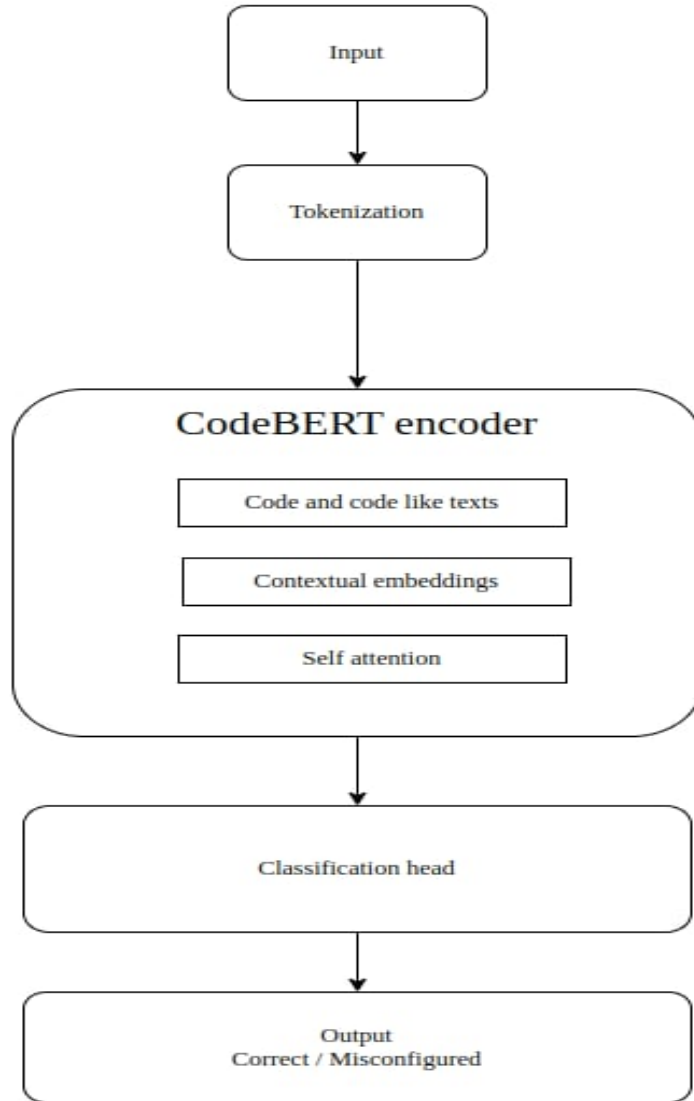 Input
Tokenization
CodeBERT encoder
Code and code like texts
Contextual embeddings
Self attention
Classification head
Output
Correct / Misconfigured